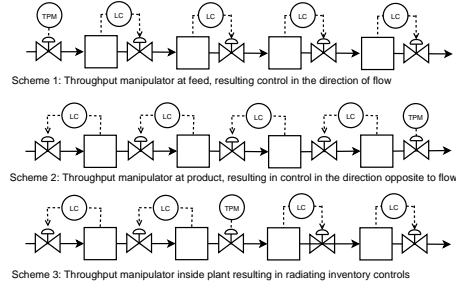 TPM LC LC LC LC
Scheme 1: Throughput manipulator at feed, resulting control in the direction of flow
LC LC LC LC TPM
Scheme 2: Throughput manipulator at product, resulting in control in the direction opposite to flow
LC LC TPM LC LC
Scheme 3: Throughput manipulator inside plant resulting in radiating inventory controls